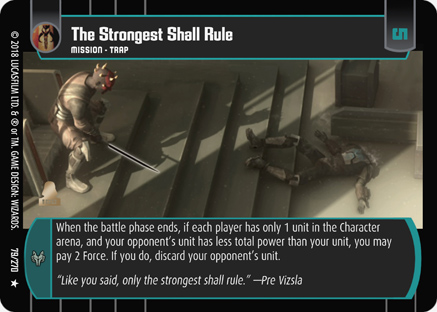 The Strongest Shall Rule
MISSION • TRAP
5
© 2018 LUCASFILM LTD. & ® or TM. GAME DESIGN: WIZARDS.
79/270
When the battle phase ends, if each player has only 1 unit in the Character
arena, and your opponent's unit has less total power than your unit, you may
pay 2 Force. If you do, discard your opponent's unit.
"Like you said, only the strongest shall rule." —Pre Vizsla